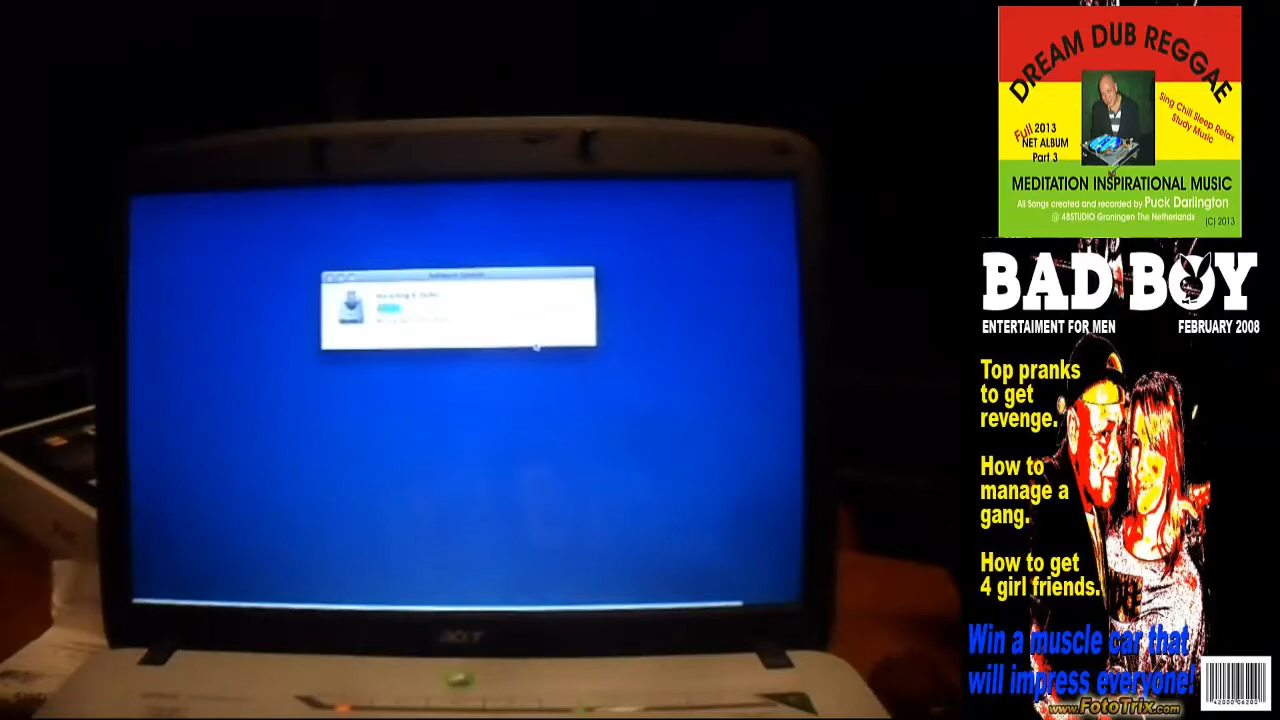 DREAM DUB REGGAE
Sing Chill Sleep Relax
Study Music
Full 2013
NET ALBUM
Part 3
MEDITATION INSPIRATIONAL MUSIC
All Songs created and recorded by Puck Darlington
@ 48STUDIO Groningen The Netherlands
(C) 2013
BAD BOY
ENTERTAIMENT FOR MEN FEBRUARY 2008
Top pranks
to get
revenge.
How to
manage a
gang.
How to get
4 girl friends.
Win a muscle car that
will impress everyone!
www.FotoTrix.com
acer